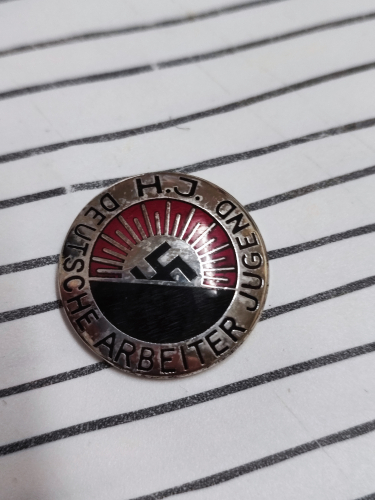 H.J.
DEUTSCHE ARBEITER JUGEND